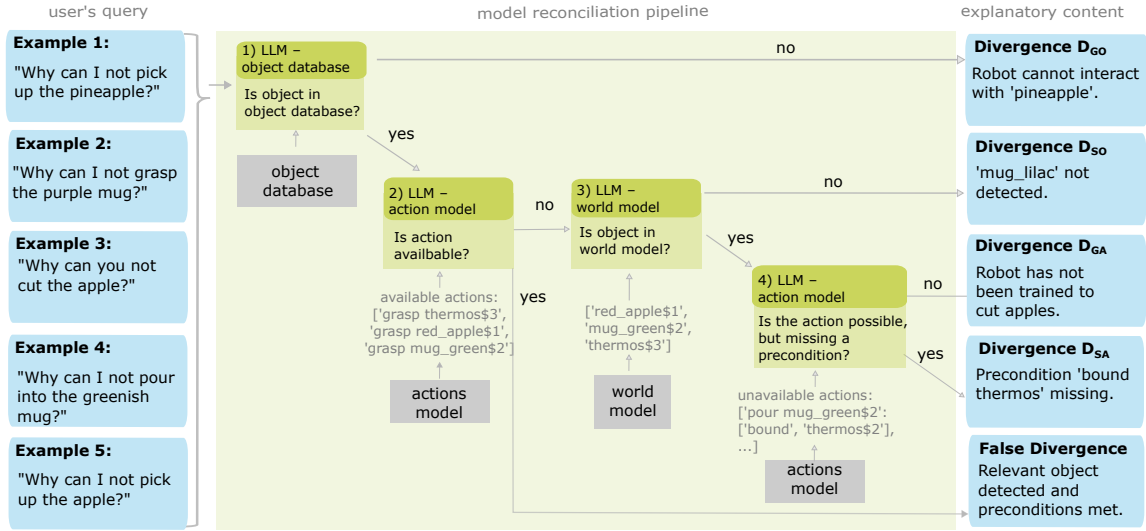 user's query
model reconciliation pipeline
explanatory content
Example 1:
"Why can I not pick
up the pineapple?"
Example 2:
"Why can I not grasp
the purple mug?"
Example 3:
"Why can you not
cut the apple?"
Example 4:
"Why can I not pour
into the greenish
mug?"
Example 5:
"Why can I not pick
up the apple?"
1) LLM –
object database
Is object in
object database?
object
database
no
yes
2) LLM –
action model
Is action
availbable?
no
yes
available actions:
['grasp thermos$3',
'grasp red_apple$1',
'grasp mug_green$2']
actions
model
3) LLM –
world model
Is object in
world model?
no
yes
['red_apple$1',
'mug_green$2',
'thermos$3']
world
model
4) LLM –
action model
Is the action possible,
but missing a
precondition?
no
yes
unavailable actions:
['pour mug_green$2':
['bound', 'thermos$2'],
...]
actions
model
Divergence D_GO
Robot cannot interact
with 'pineapple'.
Divergence D_SO
'mug_lilac' not
detected.
Divergence D_GA
Robot has not
been trained to
cut apples.
Divergence D_SA
Precondition 'bound
thermos' missing.
False Divergence
Relevant object
detected and
preconditions met.